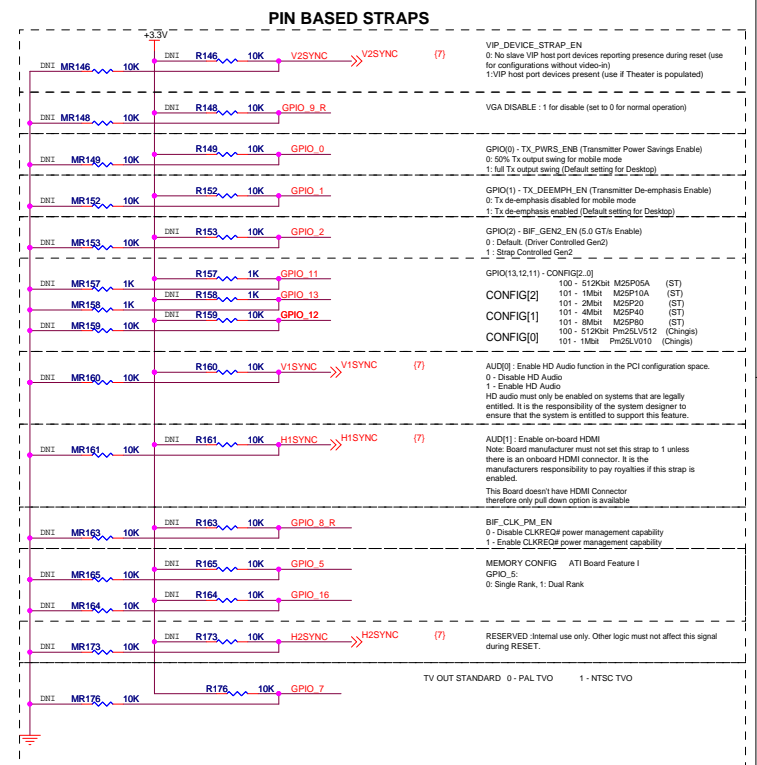 PIN BASED STRAPS
+3.3V
DNI R146 10K V2SYNC V2SYNC {7}
DNI MR146 10K
VIP_DEVICE_STRAP_EN
0: No slave VIP host port devices reporting presence during reset (use
for configurations without video-in)
1:VIP host port devices present (use if Theater is populated)
DNI R148 10K GPIO_9_R
DNI MR148 10K
VGA DISABLE : 1 for disable (set to 0 for normal operation)
R149 10K GPIO_0
DNI MR149 10K
GPIO(0) - TX_PWRS_ENB (Transmitter Power Savings Enable)
0: 50% Tx output swing for mobile mode
1: full Tx output swing (Default setting for Desktop)
DNI R152 10K GPIO_1
DNI MR152 10K
GPIO(1) - TX_DEEMPH_EN (Transmitter De-emphasis Enable)
0: Tx de-emphasis disabled for mobile mode
1: Tx de-emphasis enabled (Default setting for Desktop)
DNI R153 10K GPIO_2
DNI MR153 10K
GPIO(2) - BIF_GEN2_EN (5.0 GT/s Enable)
0 : Default. (Driver Controlled Gen2)
1 : Strap Controlled Gen2
R157 1K GPIO_11
DNI MR157 1K
DNI R158 1K GPIO_13
MR158 1K
DNI R159 10K GPIO_12
DNI MR159 10K
GPIO(13,12,11) - CONFIG[2..0]
100 - 512Kbit M25P05A (ST)
CONFIG[2] 101 - 1Mbit M25P10A (ST)
101 - 2Mbit M25P20 (ST)
CONFIG[1] 101 - 4Mbit M25P40 (ST)
101 - 8Mbit M25P80 (ST)
CONFIG[0] 100 - 512Kbit Pm25LV512 (Chingis)
101 - 1Mbit Pm25LV010 (Chingis)
R160 10K V1SYNC V1SYNC {7}
DNI MR160 10K
AUD[0] : Enable HD Audio function in the PCI configuration space.
0 - Disable HD Audio
1 - Enable HD Audio
HD audio must only be enabled on systems that are legally
entitled. It is the responsibility of the system designer to
ensure that the system is entitled to support this feature.
DNI R161 10K H1SYNC H1SYNC {7}
DNI MR161 10K
AUD[1] : Enable on-board HDMI
Note: Board manufacturer must not set this strap to 1 unless
there is an onboard HDMI connector. It is the
manufacturers responsibility to pay royalties if this strap is
enabled.
This Board doesn't have HDMI Connector
therefore only pull down option is available
DNI R163 10K GPIO_8_R
DNI MR163 10K
BIF_CLK_PM_EN
0 - Disable CLKREQ# power management capability
1 - Enable CLKREQ# power management capability
DNI R165 10K GPIO_5
DNI MR165 10K
DNI R164 10K GPIO_16
DNI MR164 10K
MEMORY CONFIG ATI Board Feature I
GPIO_5:
0: Single Rank, 1: Dual Rank
DNI R173 10K H2SYNC H2SYNC {7}
DNI MR173 10K
RESERVED :Internal use only. Other logic must not affect this signal
during RESET.
R176 10K GPIO_7
DNI MR176 10K
TV OUT STANDARD 0 - PAL TVO 1 - NTSC TVO